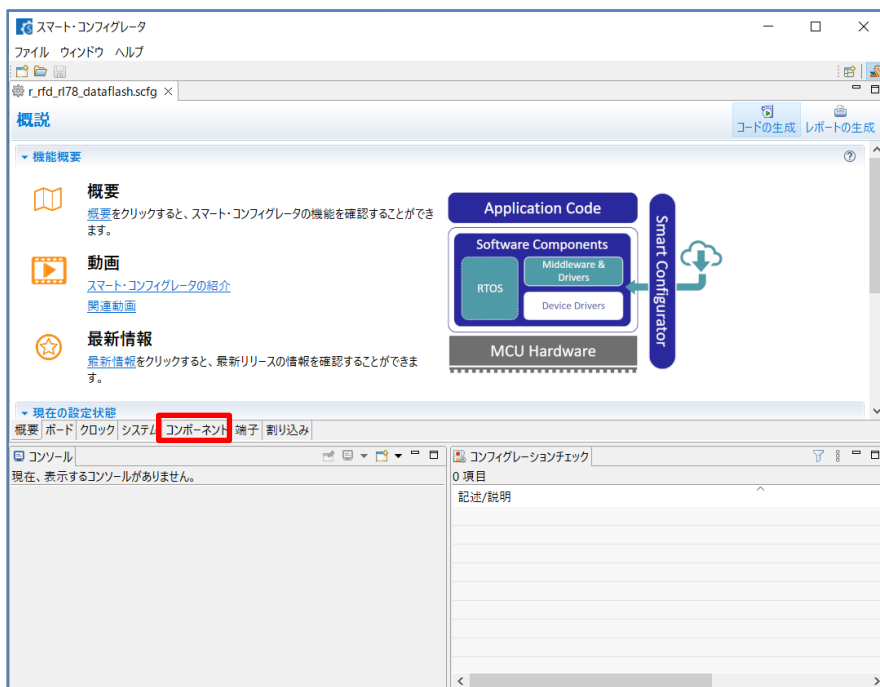 スマート・コンフィグレータ
ファイル ウィンドウ ヘルプ
r_rfd_rl78_dataflash.scfg
概説
コードの生成 レポートの生成
機能概要
概要
概要をクリックすると、スマート・コンフィグレータの機能を確認することができ
ます。
動画
スマート・コンフィグレータの紹介
関連動画
最新情報
最新情報をクリックすると、最新リリースの情報を確認することができま
す。
Application Code
Software Components
RTOS
Middleware &
Drivers
Device Drivers
MCU Hardware
Smart Configurator
現在の設定状態
概要 ボード クロック システム コンポーネント 端子 割り込み
コンソール
現在、表示するコンソールがありません。
コンフィグレーションチェック
0 項目
記述/説明